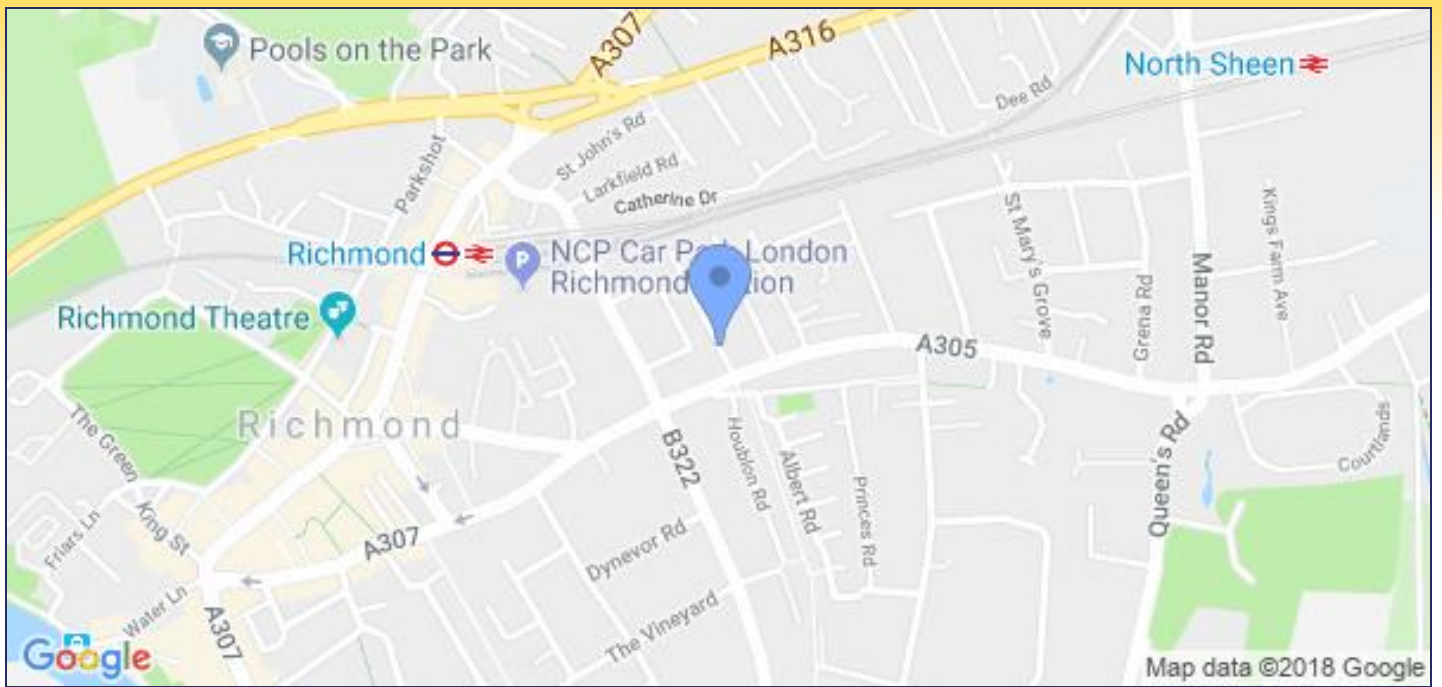 Pools on the Park
A307
A316
North Sheen
Dee Rd
Parkshot
St John's Rd
Larkfield Rd
Catherine Dr
Richmond
P
NCP Car Park London
Richmond Station
Richmond Theatre
St Mary's Grove
Grena Rd
Manor Rd
Kings Farm Ave
A305
The Green
Richmond
B322
Houblon Rd
Albert Rd
Princes Rd
Queen's Rd
Courtlands
Friars Ln
King St
A307
Dynevor Rd
Water Ln
A307
The Vineyard
Google
Map data ©2018 Google